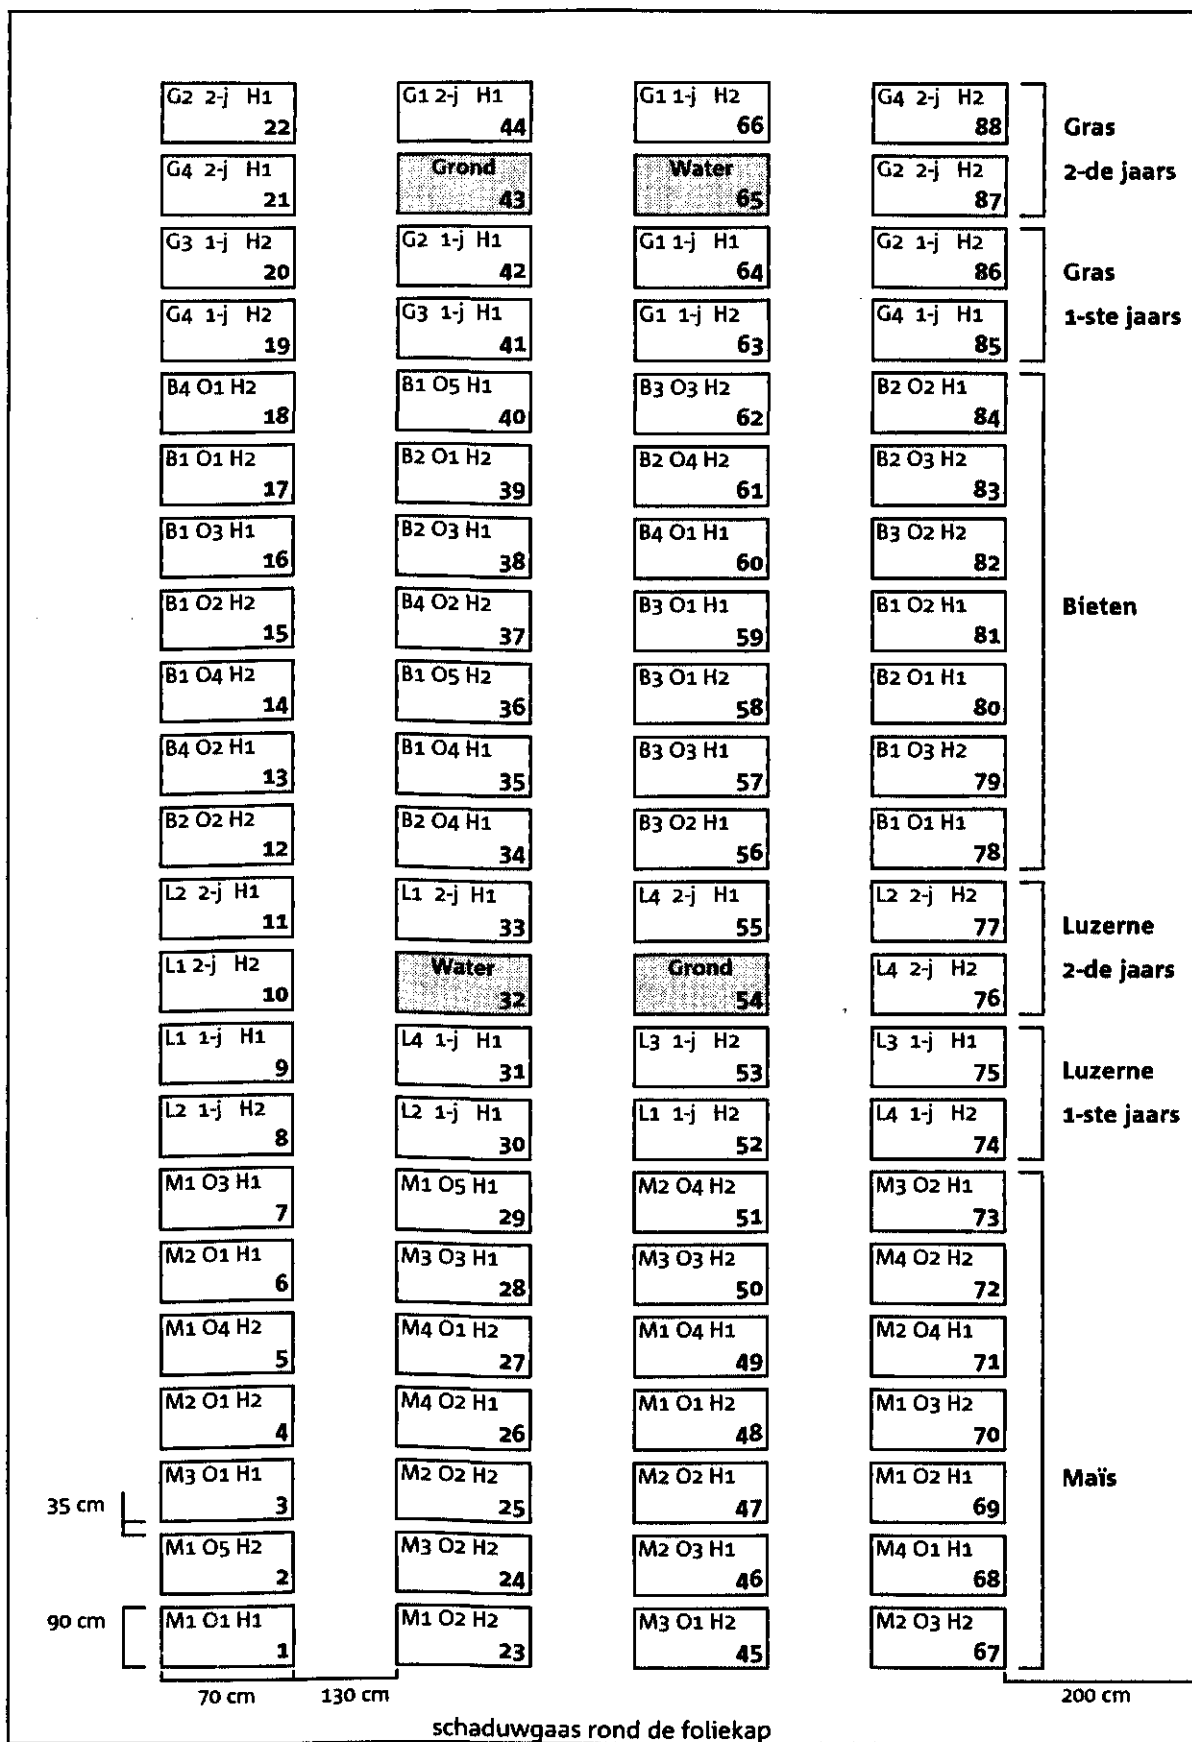 G2 2-j H1 22 G1 2-j H1 44 G1 1-j H2 66 G4 2-j H2 88 Gras
G4 2-j H1 21 Grond 43 Water 65 G2 2-j H2 87 2-de jaars
G3 1-j H2 20 G2 1-j H1 42 G1 1-j H1 64 G2 1-j H2 86 Gras
G4 1-j H2 19 G3 1-j H1 41 G1 1-j H2 63 G4 1-j H1 85 1-ste jaars
B4 O1 H2 18 B1 O5 H1 40 B3 O3 H2 62 B2 O2 H1 84
B1 O1 H2 17 B2 O1 H2 39 B2 O4 H2 61 B2 O3 H2 83
B1 O3 H1 16 B2 O3 H1 38 B4 O1 H1 60 B3 O2 H2 82
B1 O2 H2 15 B4 O2 H2 37 B3 O1 H1 59 B1 O2 H1 81 Bieten
B1 O4 H2 14 B1 O5 H2 36 B3 O1 H2 58 B2 O1 H1 80
B4 O2 H1 13 B1 O4 H1 35 B3 O3 H1 57 B1 O3 H2 79
B2 O2 H2 12 B2 O4 H1 34 B3 O2 H1 56 B1 O1 H1 78
L2 2-j H1 11 L1 2-j H1 33 L4 2-j H1 55 L2 2-j H2 77 Luzerne
L1 2-j H2 10 Water 32 Grond 54 L4 2-j H2 76 2-de jaars
L1 1-j H1 9 L4 1-j H1 31 L3 1-j H2 53 L3 1-j H1 75 Luzerne
L2 1-j H2 8 L2 1-j H1 30 L1 1-j H2 52 L4 1-j H2 74 1-ste jaars
M1 O3 H1 7 M1 O5 H1 29 M2 O4 H2 51 M3 O2 H1 73
M2 O1 H1 6 M3 O3 H1 28 M3 O3 H2 50 M4 O2 H2 72
M1 O4 H2 5 M4 O1 H2 27 M1 O4 H1 49 M2 O4 H1 71
M2 O1 H2 4 M4 O2 H1 26 M1 O1 H2 48 M1 O3 H2 70
35 cm M3 O1 H1 3 M2 O2 H2 25 M2 O2 H1 47 M1 O2 H1 69 Maïs
M1 O5 H2 2 M3 O2 H2 24 M2 O3 H1 46 M4 O1 H1 68
90 cm M1 O1 H1 1 M1 O2 H2 23 M3 O1 H2 45 M2 O3 H2 67
70 cm 130 cm 200 cm
schaduwgaas rond de foliekap